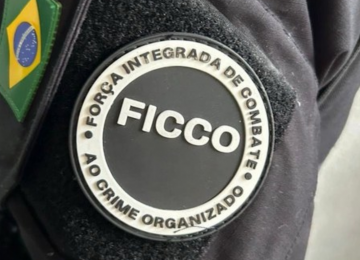 FORÇA INTEGRADA DE COMBATE
FICCO
AO CRIME ORGANIZADO